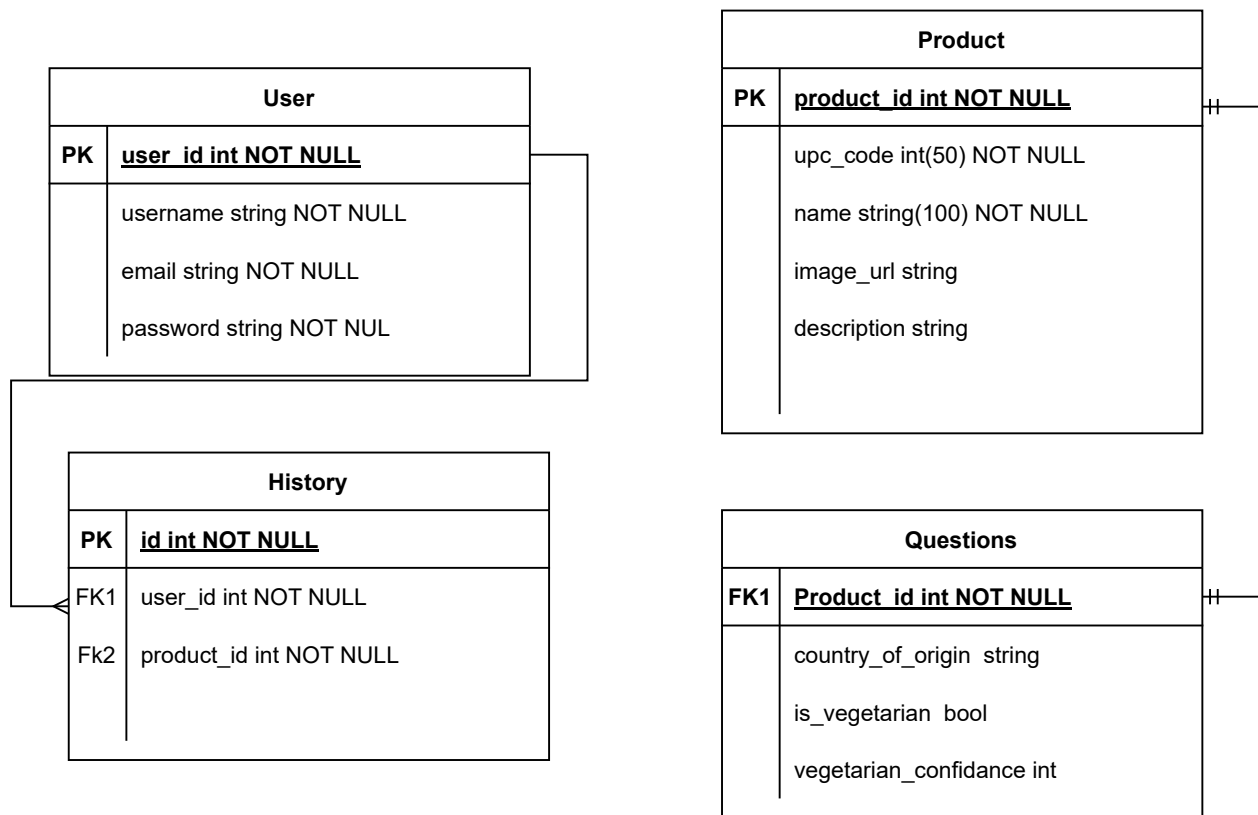 User
PK user_id int NOT NULL
username string NOT NULL
email string NOT NULL
password string NOT NUL
History
PK id int NOT NULL
FK1 user_id int NOT NULL
Fk2 product_id int NOT NULL
Product
PK product_id int NOT NULL
upc_code int(50) NOT NULL
name string(100) NOT NULL
image_url string
description string
Questions
FK1 Product_id int NOT NULL
country_of_origin string
is_vegetarian bool
vegetarian_confidance int